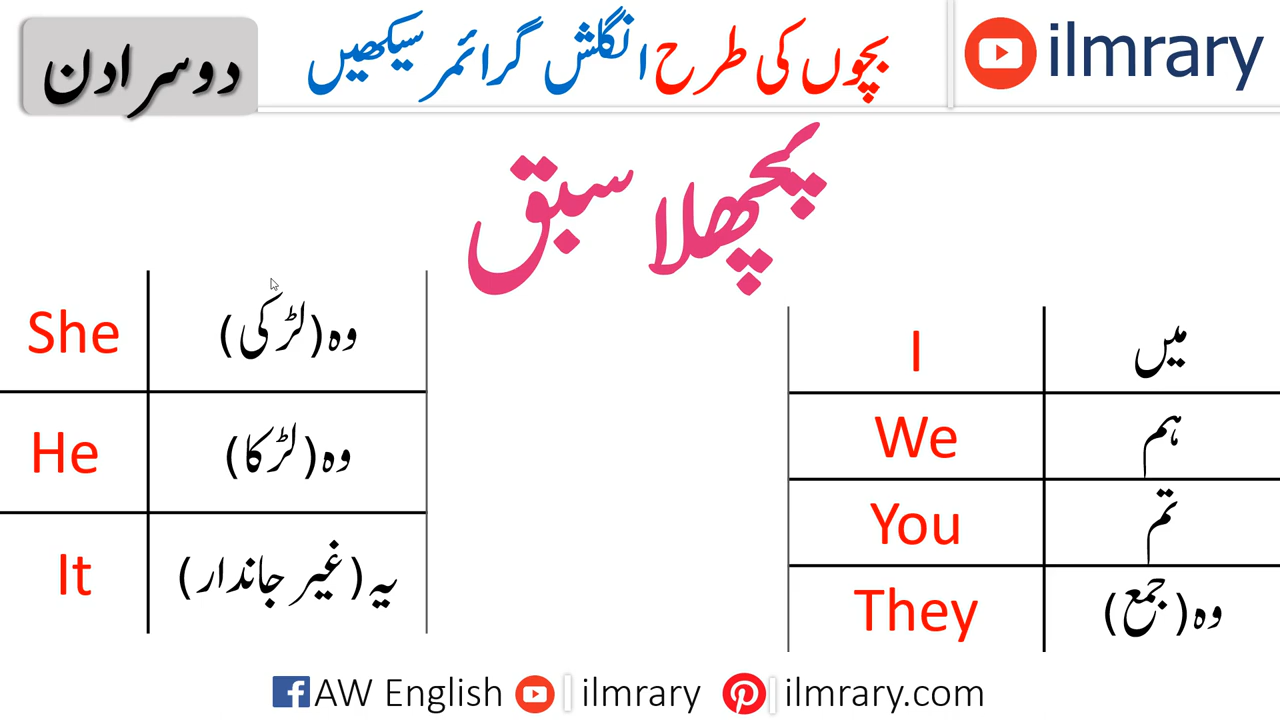 دوسرا دن
بچوں کی طرح انگلش گرائمر سیکھیں
ilmrary
پچھلا سبق
She وہ (لڑکی)
He وہ (لڑکا)
It یہ (غیر جاندار)
I میں
We ہم
You تم
They وہ (جمع)
AW English ilmrary ilmrary.com